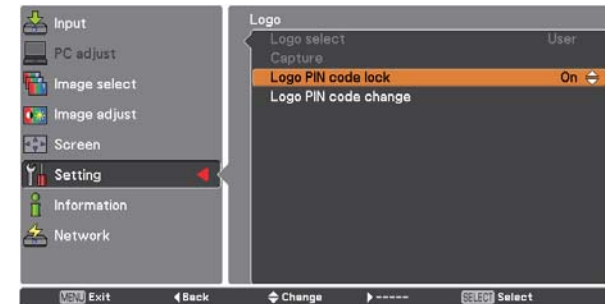 Input
PC adjust
Image select
Image adjust
Screen
Setting
Information
Network
Logo
Logo select User
Capture
Logo PIN code lock On
Logo PIN code change
MENU Exit Back Change ----- SELECT Select